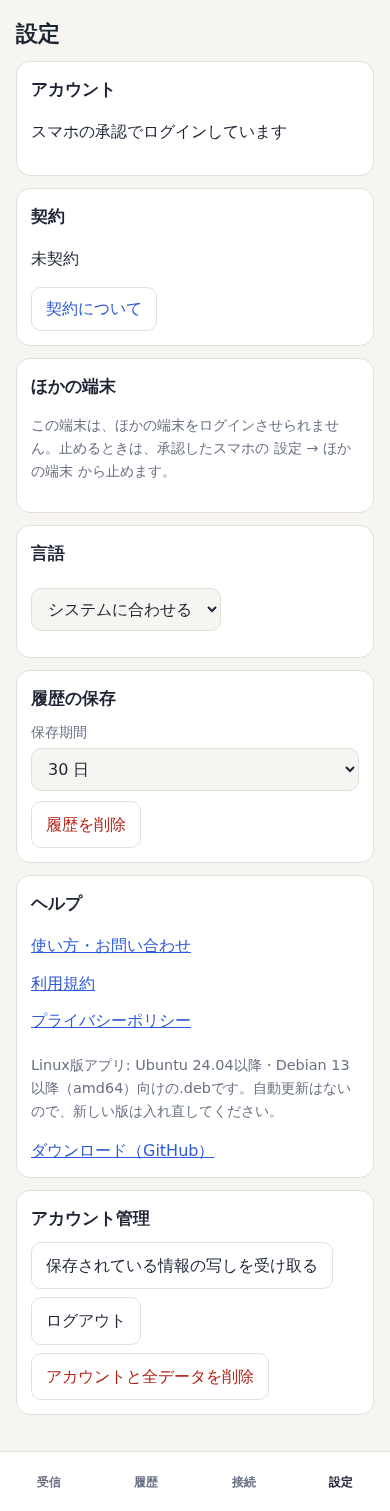 設定
アカウント
スマホの承認でログインしています
契約
未契約
契約について
ほかの端末
この端末は、ほかの端末をログインさせられませ
ん。止めるときは、承認したスマホの 設定 → ほか
の端末 から止めます。
言語
システムに合わせる
履歴の保存
保存期間
30 日
履歴を削除
ヘルプ
使い方・お問い合わせ
利用規約
プライバシーポリシー
Linux版アプリ: Ubuntu 24.04以降・Debian 13
以降（amd64）向けの.debです。自動更新はない
ので、新しい版は入れ直してください。
ダウンロード（GitHub）
アカウント管理
保存されている情報の写しを受け取る
ログアウト
アカウントと全データを削除
受信 履歴 接続 設定